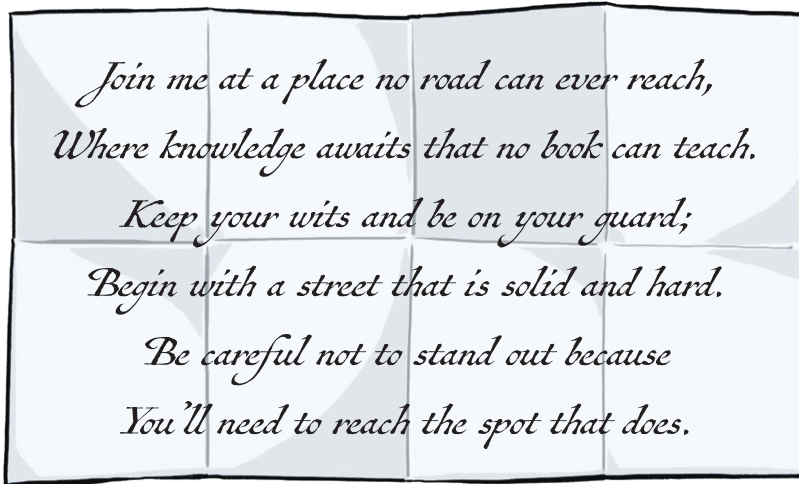 Join me at a place no road can ever reach,
Where knowledge awaits that no book can teach.
Keep your wits and be on your guard;
Begin with a street that is solid and hard.
Be careful not to stand out because
You'll need to reach the spot that does.